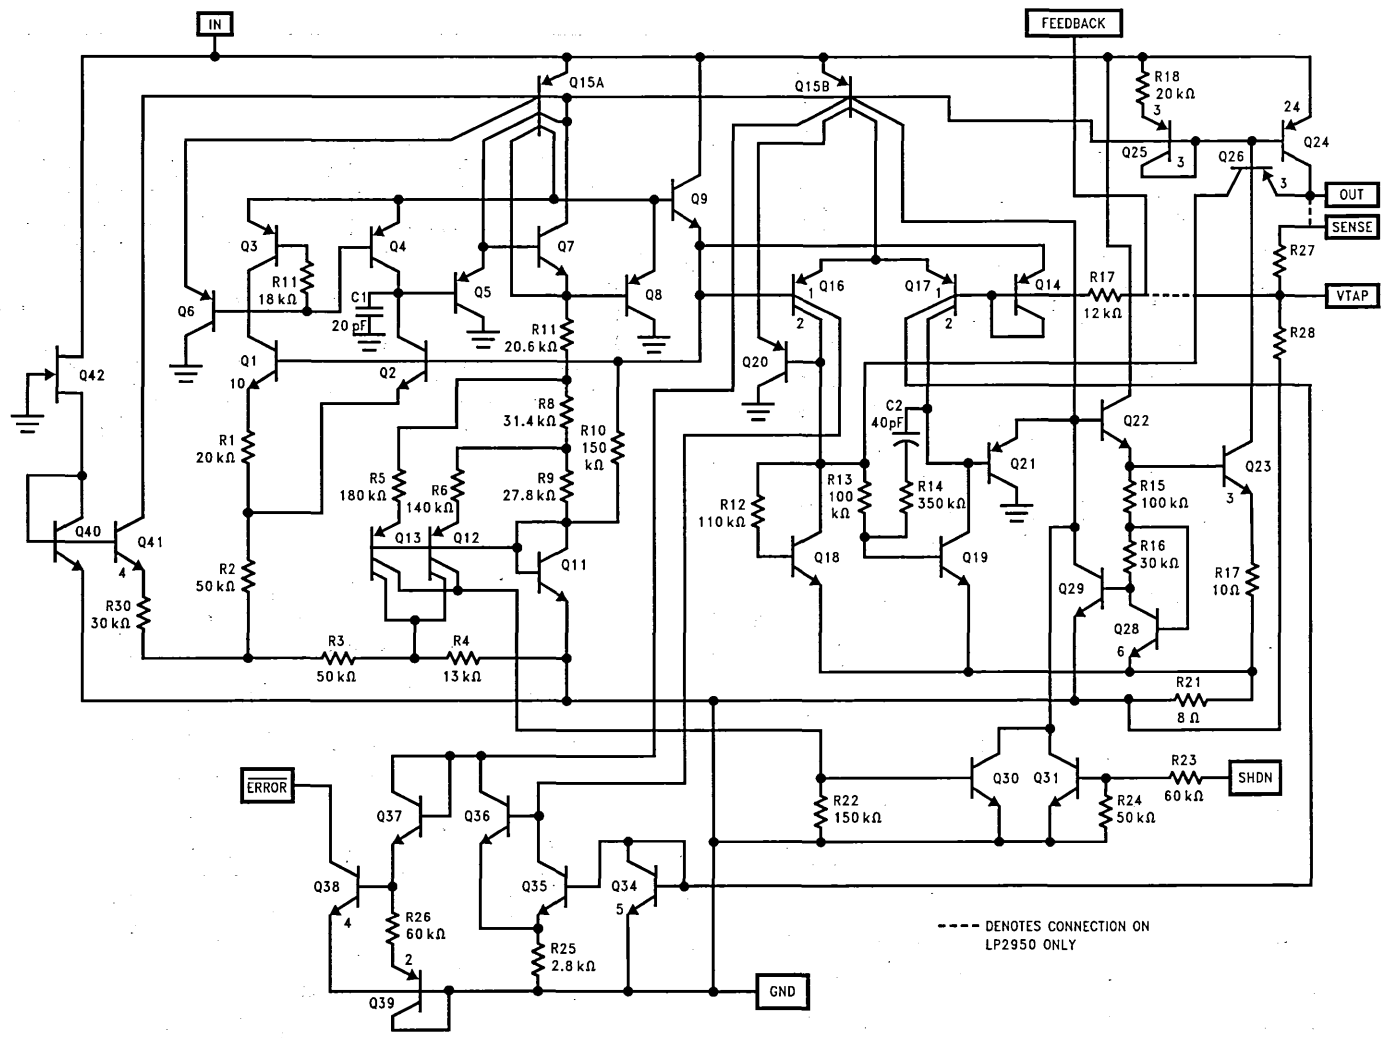 IN
FEEDBACK
Q15A
Q15B
R18
20 kΩ
3
24
Q25
3
Q24
Q26
3
OUT
SENSE
Q9
Q3
Q4
Q7
R11
18 kΩ
C1
20 pF
Q5
Q8
Q6
Q16
1
2
Q17
1
2
Q14
R17
12 kΩ
R27
VTAP
R28
R11
20.6 kΩ
Q42
Q1
10
Q2
Q20
R8
31.4 kΩ
R10
150
kΩ
C2
40pF
Q22
R1
20 kΩ
R5
180 kΩ
R6
140 kΩ
R9
27.8 kΩ
R12
110 kΩ
R13
100
kΩ
R14
350 kΩ
Q21
R15
100 kΩ
Q23
3
Q40
Q41
4
Q13
Q12
Q11
Q18
Q19
R16
30 kΩ
Q29
R17
10Ω
R2
50 kΩ
R30
30 kΩ
Q28
6
R3
50 kΩ
R4
13 kΩ
R21
8 Ω
ERROR
Q30
Q31
R23
60 kΩ
SHDN
R22
150 kΩ
R24
50 kΩ
Q37
Q36
Q38
4
Q35
Q34
5
R26
60 kΩ
R25
2.8 kΩ
2
Q39
GND
DENOTES CONNECTION ON
LP2950 ONLY